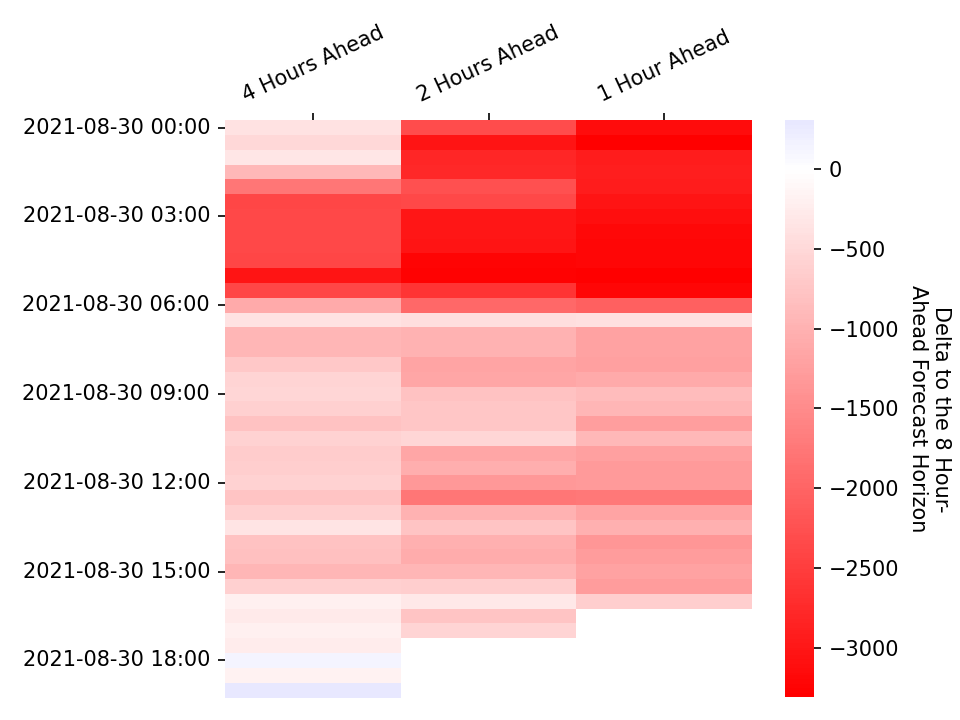 4 Hours Ahead
2 Hours Ahead
1 Hour Ahead
2021-08-30 00:00
2021-08-30 03:00
2021-08-30 06:00
2021-08-30 09:00
2021-08-30 12:00
2021-08-30 15:00
2021-08-30 18:00
0
−500
−1000
−1500
−2000
−2500
−3000
Delta to the 8 Hour-
Ahead Forecast Horizon